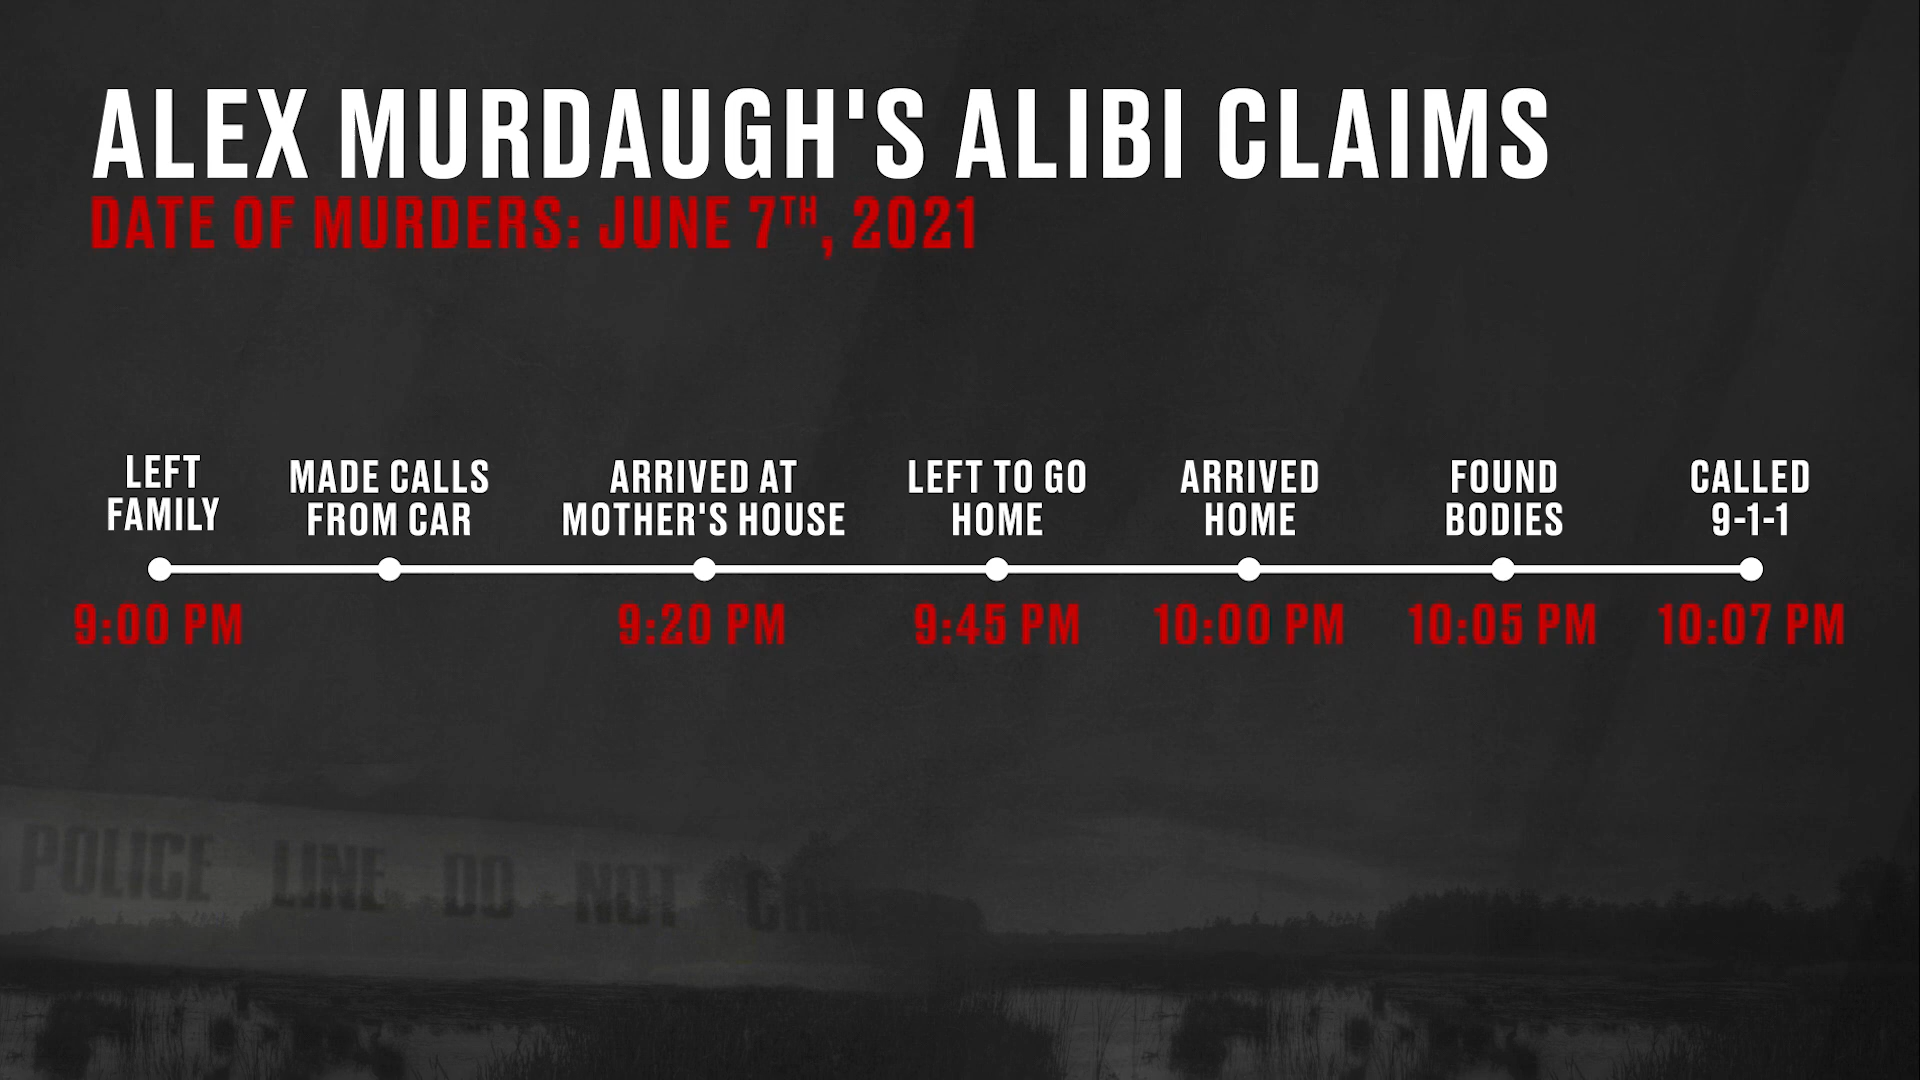 ALEX MURDAUGH'S ALIBI CLAIMS
DATE OF MURDERS: JUNE 7TH, 2021
LEFT
FAMILY
9:00 PM
MADE CALLS
FROM CAR
ARRIVED AT
MOTHER'S HOUSE
9:20 PM
LEFT TO GO
HOME
9:45 PM
ARRIVED
HOME
10:00 PM
FOUND
BODIES
10:05 PM
CALLED
9-1-1
10:07 PM
POLICE LINE DO NOT